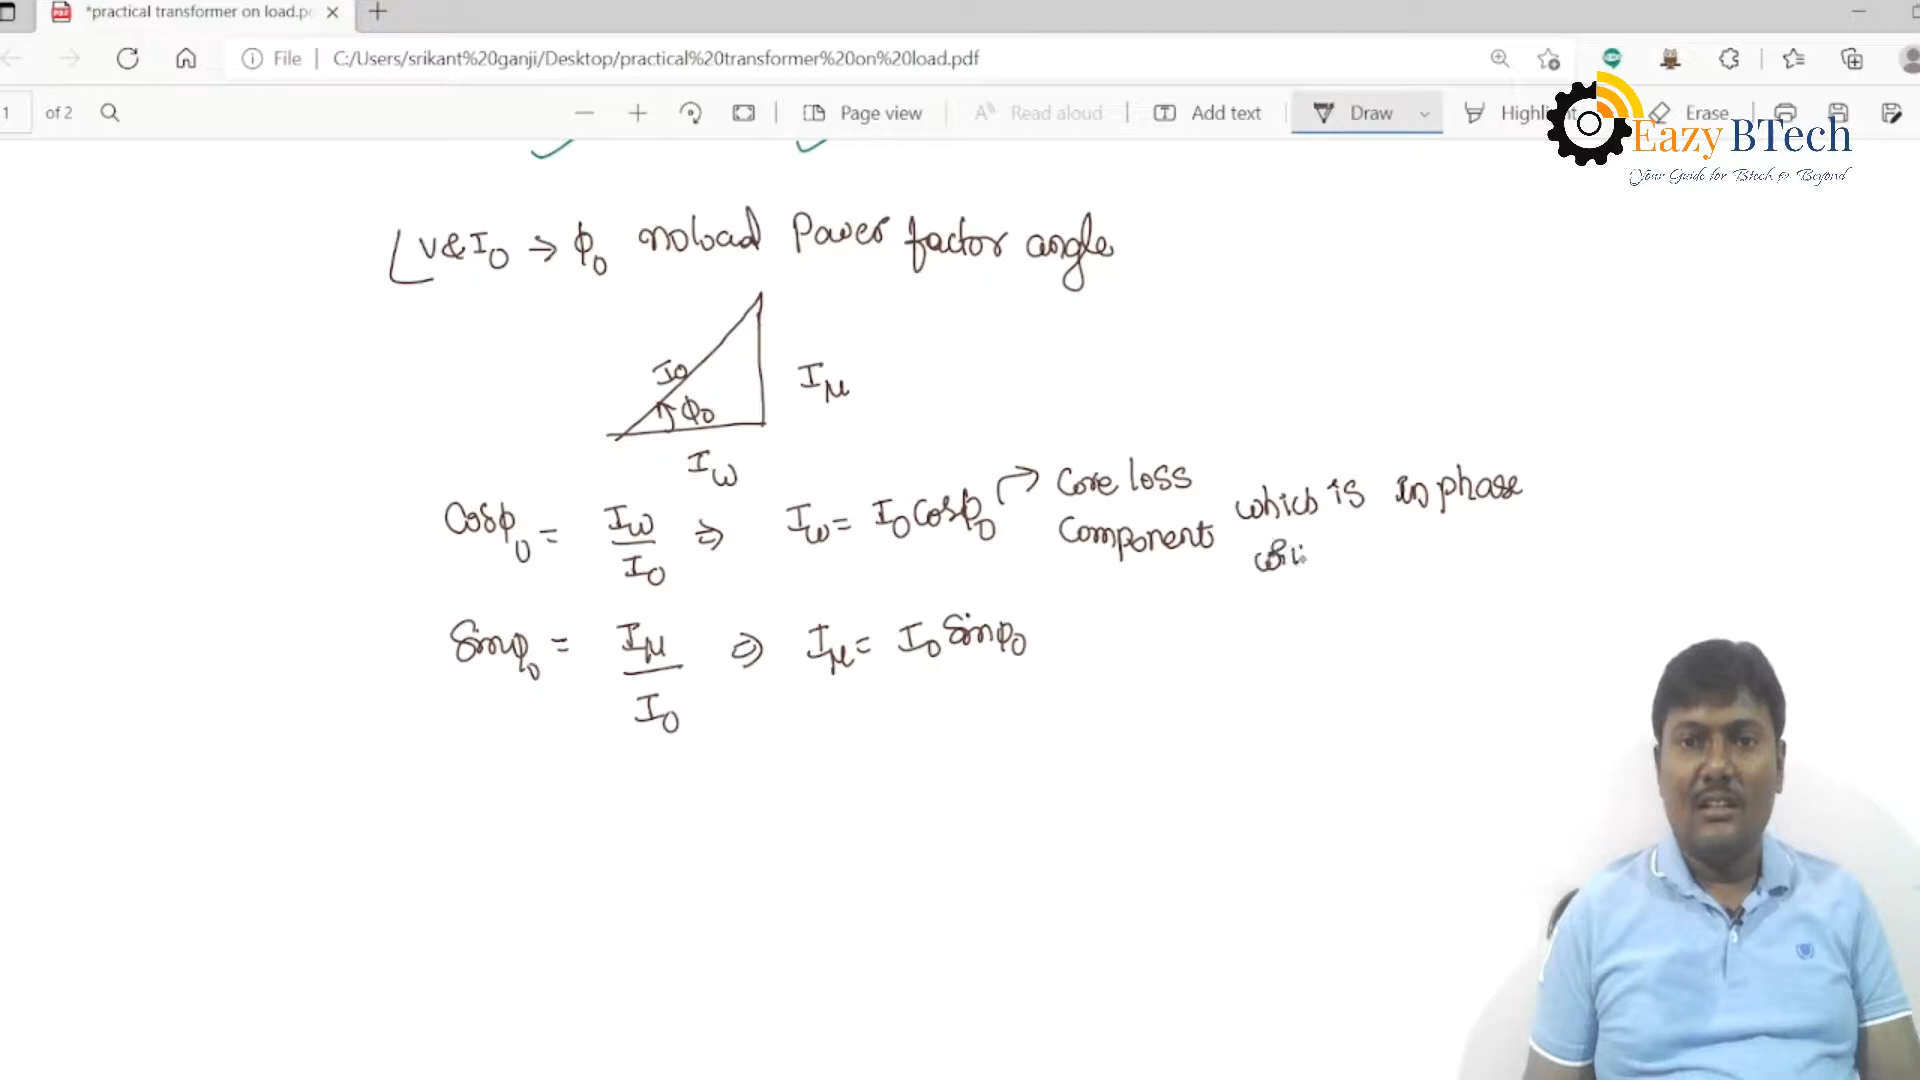 *practical transformer on load.p
File | C:/Users/srikant%20ganji/Desktop/practical%20transformer%20on%20load.pdf
1 of 2
Page view
Read aloud
Add text
Draw
Highligh
Erase
Eazy BTech
Your Guide for Btech & Beyond
V&I₀ → ϕ₀ noload Power factor angle
I₀
ϕ₀
Iμ
Iω
Cosϕ₀ = Iω/I₀ ⇒ Iω = I₀Cosϕ₀ → Core loss Component which is in phase wi
Sinϕ₀ = Iμ/I₀ ⇒ Iμ = I₀Sinϕ₀